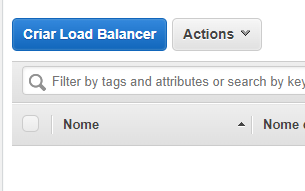 Criar Load Balancer Actions
Filter by tags and attributes or search by key
Nome Nome